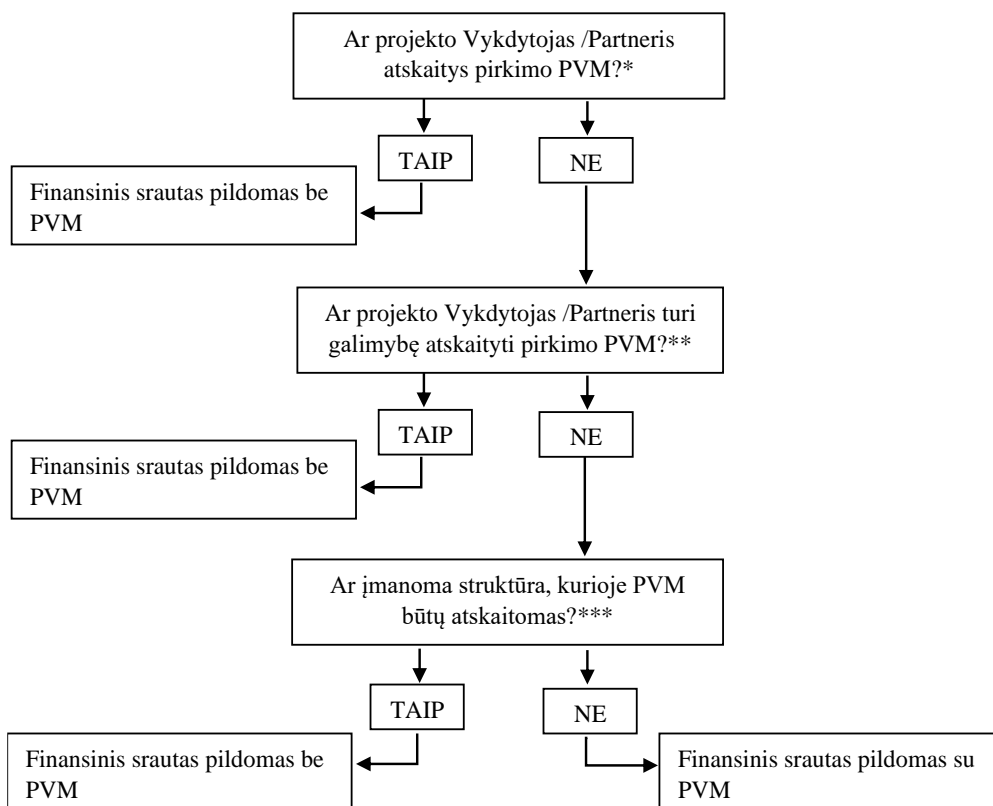 Ar projekto Vykdytojas /Partneris
atskaitys pirkimo PVM?*
TAIP
NE
Finansinis srautas pildomas be
PVM
Ar projekto Vykdytojas /Partneris turi
galimybę atskaityti pirkimo PVM?**
TAIP
NE
Finansinis srautas pildomas be
PVM
Ar įmanoma struktūra, kurioje PVM
būtų atskaitomas?***
TAIP
NE
Finansinis srautas pildomas be
PVM
Finansinis srautas pildomas su
PVM